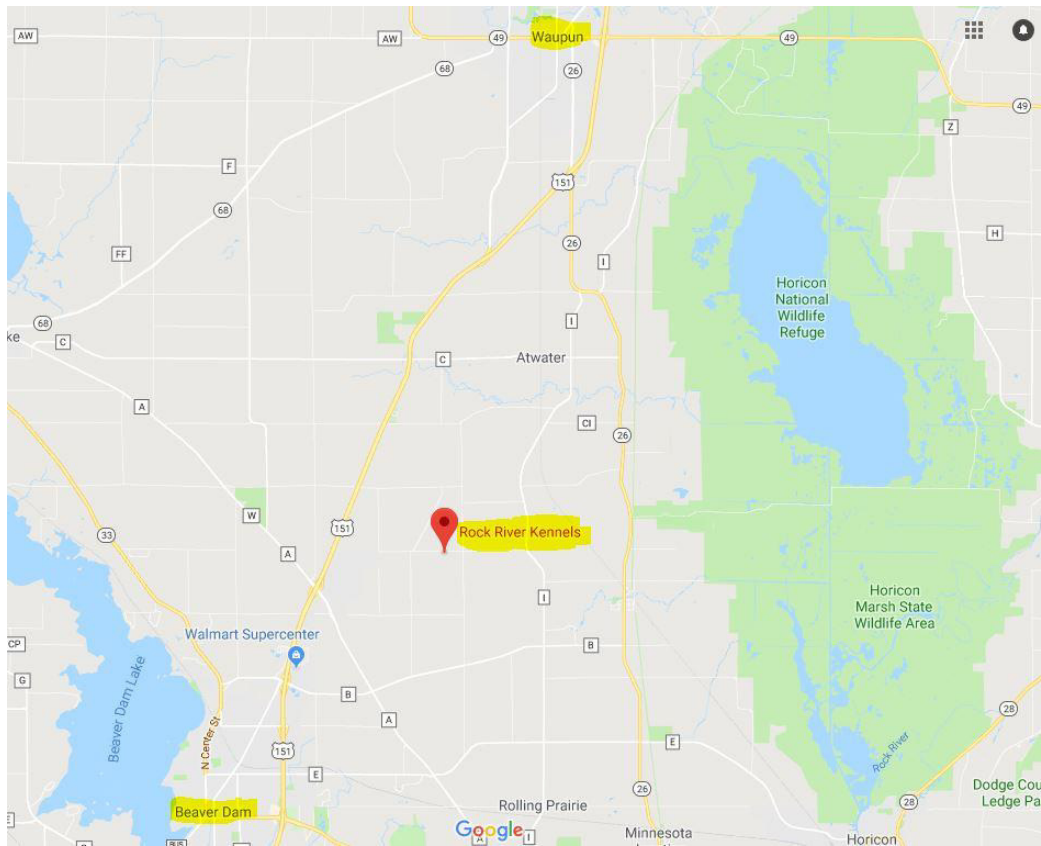 AW
AW
49
Waupun
49
26
68
49
Z
151
F
68
26
H
FF
I
Horicon
National
Wildlife
Refuge
68
ke
C
I
C
Atwater
A
CI
26
W
151
33
Rock River Kennels
A
I
Horicon
Marsh State
Wildlife Area
Walmart Supercenter
CP
B
G
Beaver Dam Lake
B
28
A
N Center St
151
E
Rock River
E
26
Dodge Cou
Ledge Pa
28
Beaver Dam
Rolling Prairie
E
Google
A
I
Minnesota
Horicon
BUS